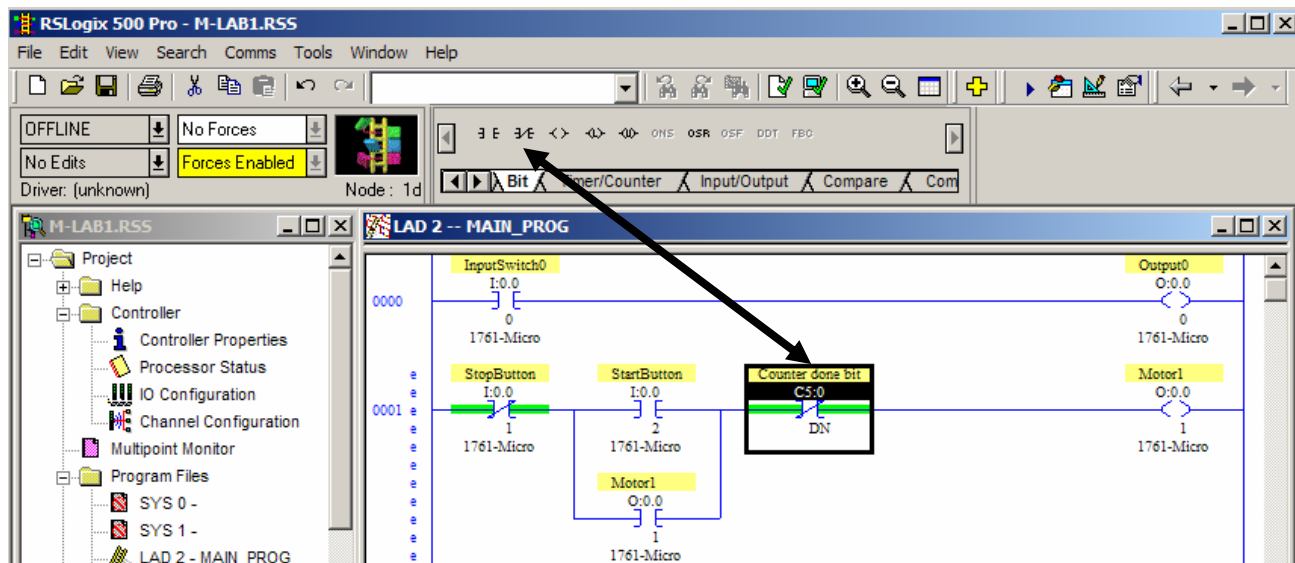 RSLogix 500 Pro - M-LAB1.RSS
File Edit View Search Comms Tools Window Help
OFFLINE No Forces
No Edits Forces Enabled
Driver: (unknown) Node : 1d
ONS OSR OSF DDT FBC
Bit Timer/Counter Input/Output Compare Com
M-LAB1.RSS
Project
Help
Controller
Controller Properties
Processor Status
IO Configuration
Channel Configuration
Multipoint Monitor
Program Files
SYS 0 -
SYS 1 -
LAD 2 - MAIN_PROG
LAD 2 -- MAIN_PROG
InputSwitch0 Output0
I:0.0 O:0.0
0000
0 0
1761-Micro 1761-Micro
e StopButton StartButton Counter done bit Motor1
e I:0.0 I:0.0 C5:0 O:0.0
0001 e
e 1 2 DN 1
e 1761-Micro 1761-Micro 1761-Micro
e
e
e Motor1
e O:0.0
e
e 1
e 1761-Micro